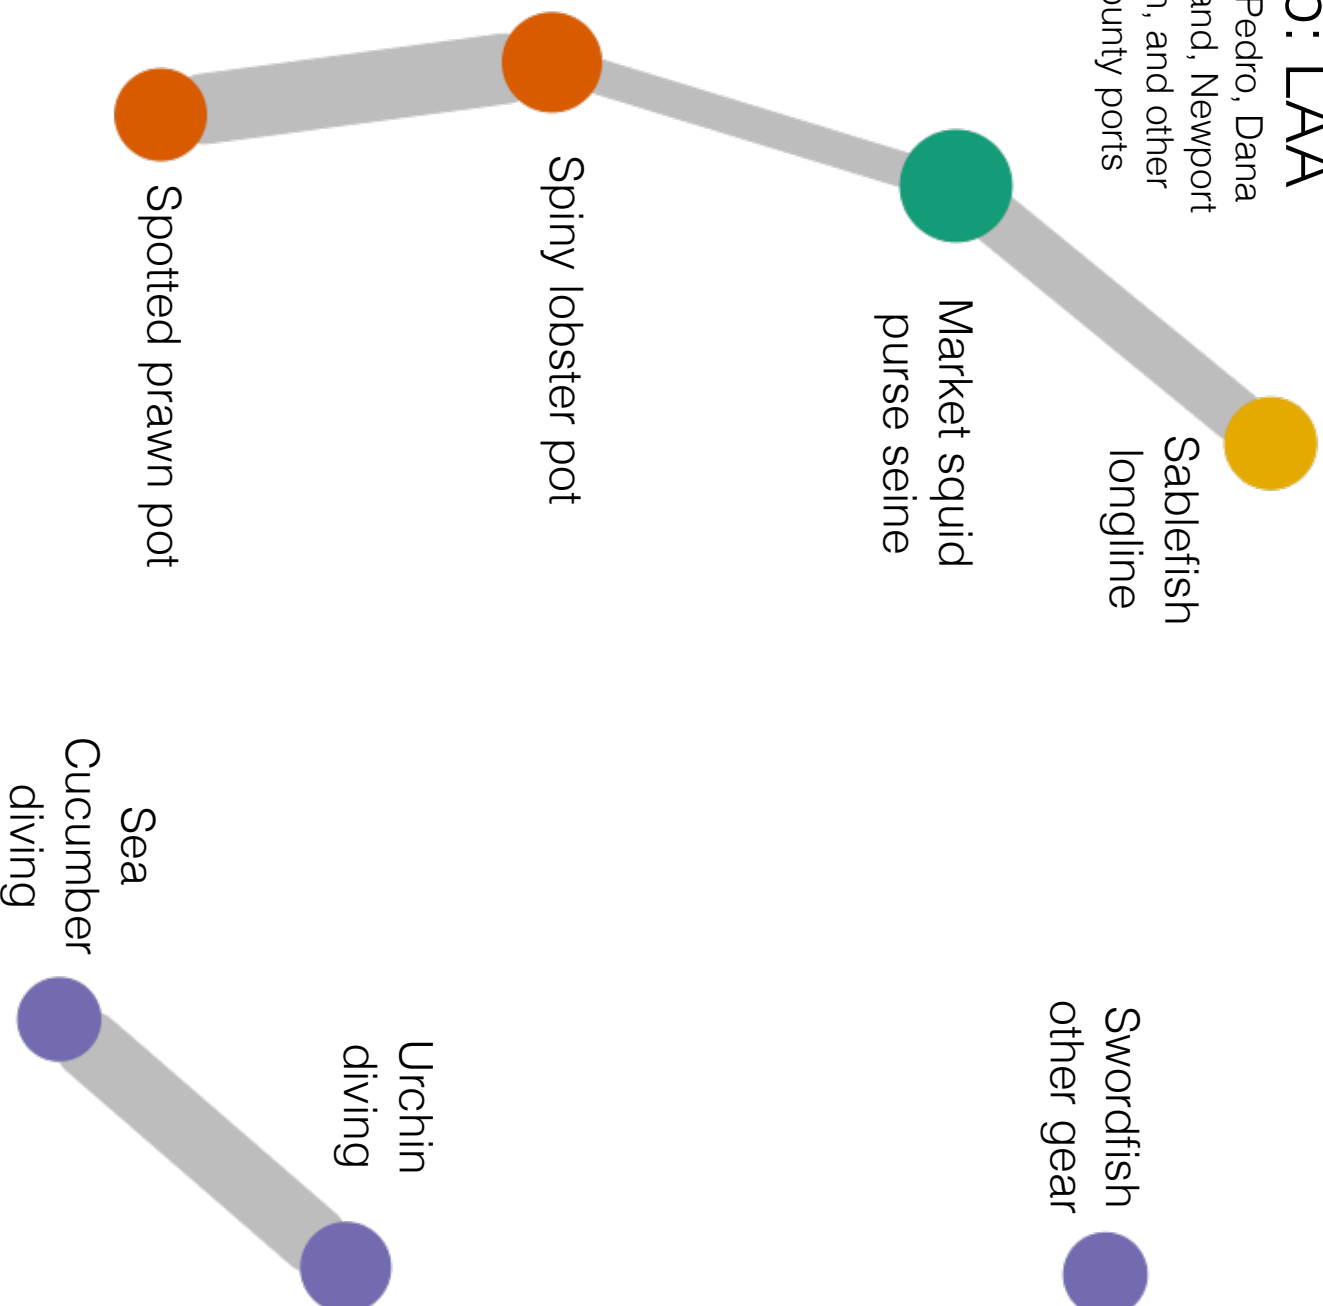 : LAA
Pedro, Dana
and, Newport
, and other
ounty ports
Sablefish
longline
Market squid
purse seine
Spiny lobster pot
Spotted prawn pot
Swordfish
other gear
Urchin
diving
Sea
Cucumber
diving